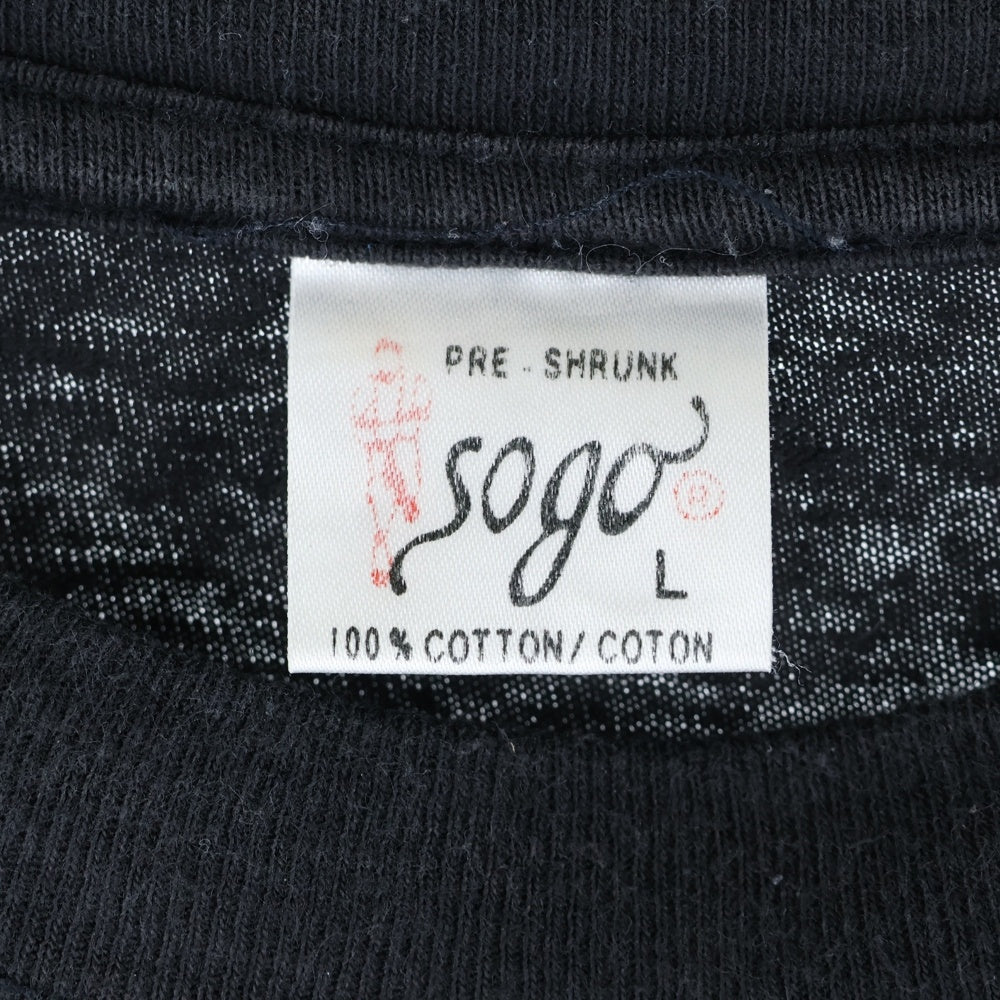 PRE - SHRUNK
sogo ®
L
100% COTTON / COTON